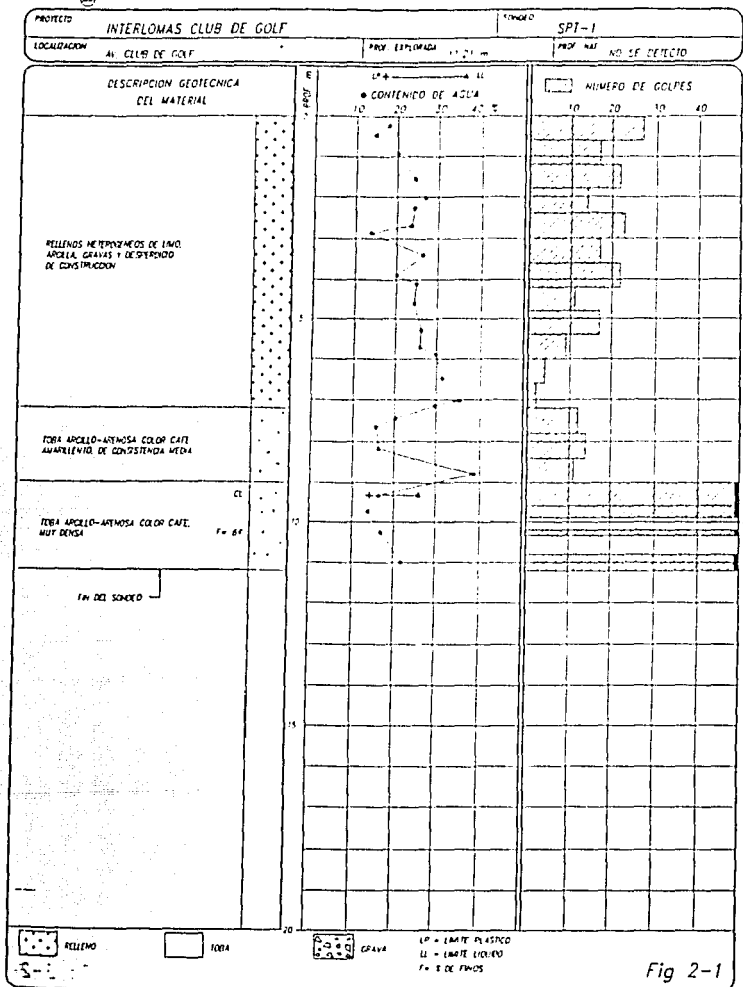 PROYECTO INTERLOMAS CLUB DE GOLF
SONDEO SPT-1
LOCALIZACION AV. CLUB DE GOLF
PROF. EXPLORADA 11.21 m
PROF NAF NO SE DETECTO
DESCRIPCION GEOTECNICA
DEL MATERIAL
PROF m
LP LL
CONTENIDO DE AGUA
10 20 30 40 %
NUMERO DE GOLPES
10 20 30 40
RELLENOS HETEROGENEOS DE LIMO,
ARCILLA, GRAVAS Y DESPERDICIO
DE CONSTRUCCION
5
TOBA ARCILLO-ARENOSA COLOR CAFE
AMARILLENTO, DE CONSISTENCIA MEDIA
CL
TOBA ARCILLO-ARENOSA COLOR CAFE,
MUY DENSA
F=
10
FIN DEL SONDEO
15
20
RELLENO
TOBA
GRAVA
LP = LIMITE PLASTICO
LL = LIMITE LIQUIDO
F= % DE FINOS
Fig 2-1